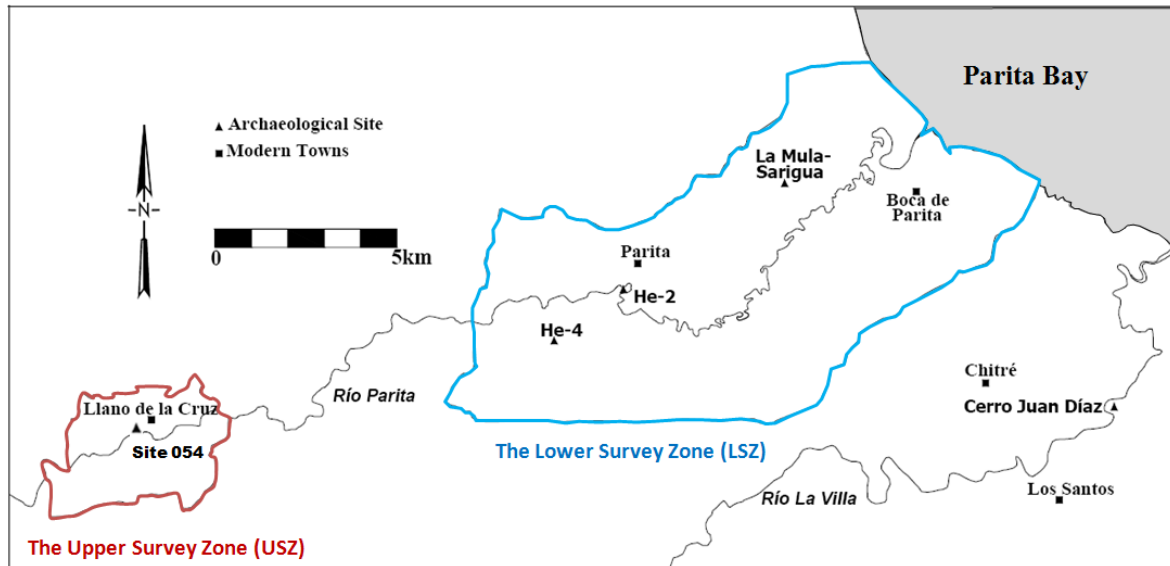 Parita Bay
▲ Archaeological Site
■ Modern Towns
N
0
5km
La Mula-
Sarigua
Boca de
Parita
Parita
He-2
He-4
Río Parita
Chitré
Cerro Juan Díaz
Llano de la Cruz
Site 054
The Lower Survey Zone (LSZ)
Río La Villa
Los Santos
The Upper Survey Zone (USZ)